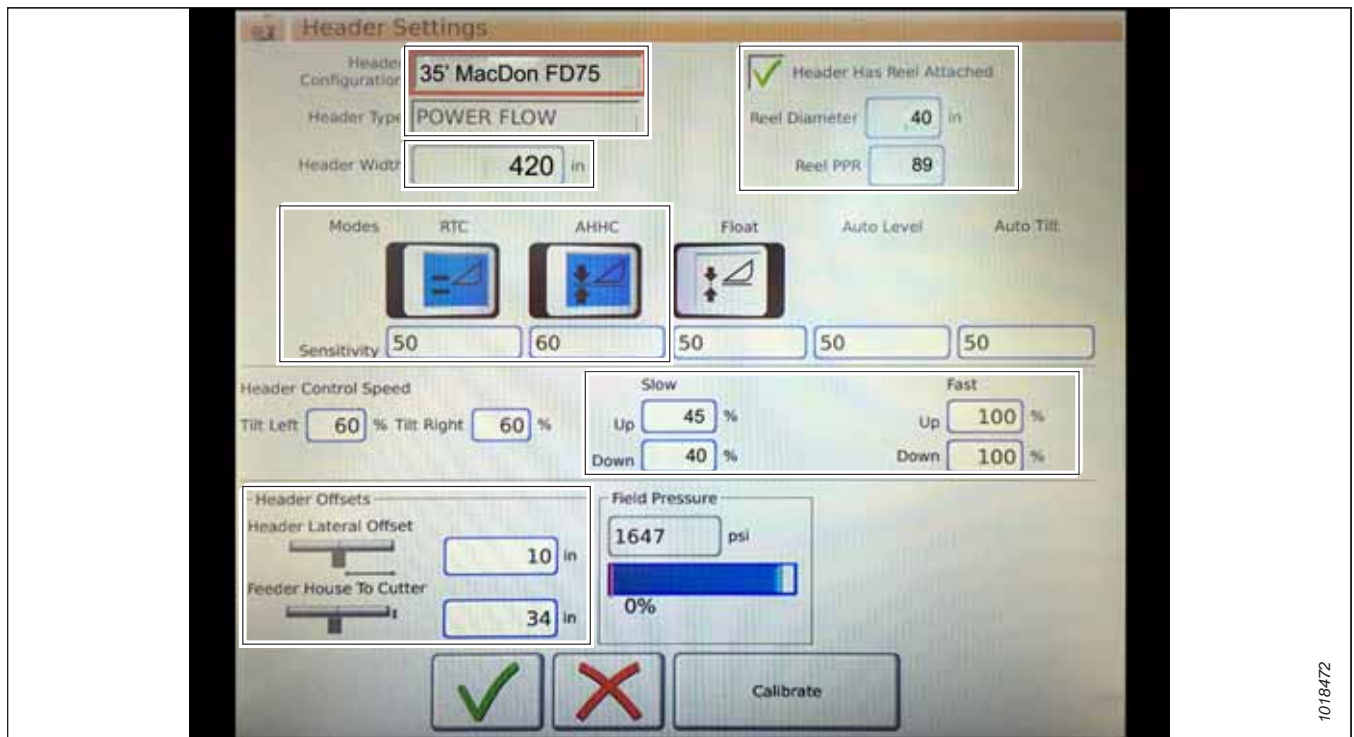 Header Settings
Header
Configuration
35' MacDon FD75
Header Type
POWER FLOW
Header Width
420 in
Header Has Reel Attached
Reel Diameter 40 in
Reel PPR 89
Modes RTC AHHC Float Auto Level Auto Tilt
Sensitivity 50 60 50 50 50
Header Control Speed
Tilt Left 60 % Tilt Right 60 %
Slow Fast
Up 45 % Up 100 %
Down 40 % Down 100 %
Header Offsets
Header Lateral Offset
10 in
Feeder House To Cutter
34 in
Field Pressure
1647 psi
0%
Calibrate
1018472